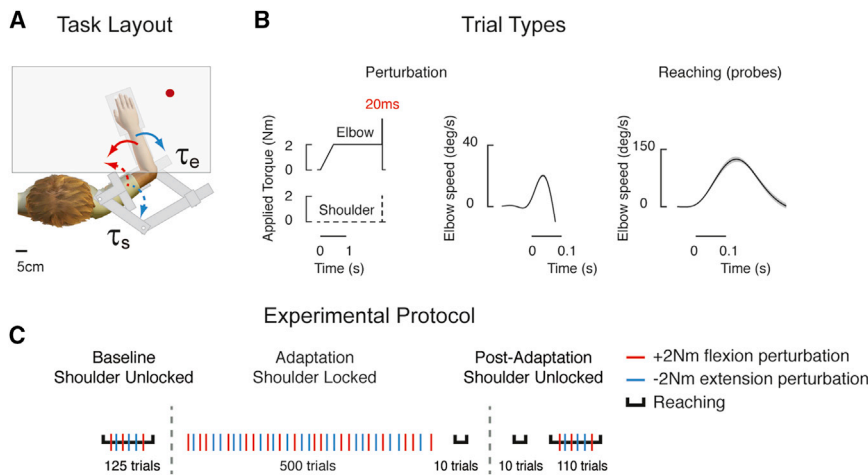 A
Task Layout
τe
τs
5cm
B
Trial Types
Perturbation
Reaching (probes)
Applied Torque (Nm)
20ms
2
Elbow
0
2
Shoulder
0
0 1
Time (s)
Elbow speed (deg/s)
40
0
0 0.1
Time (s)
Elbow speed (deg/s)
150
0
0 0.1
Time (s)
Experimental Protocol
C
Baseline
Shoulder Unlocked
Adaptation
Shoulder Locked
Post-Adaptation
Shoulder Unlocked
+2Nm flexion perturbation
-2Nm extension perturbation
Reaching
125 trials
500 trials
10 trials
10 trials
110 trials